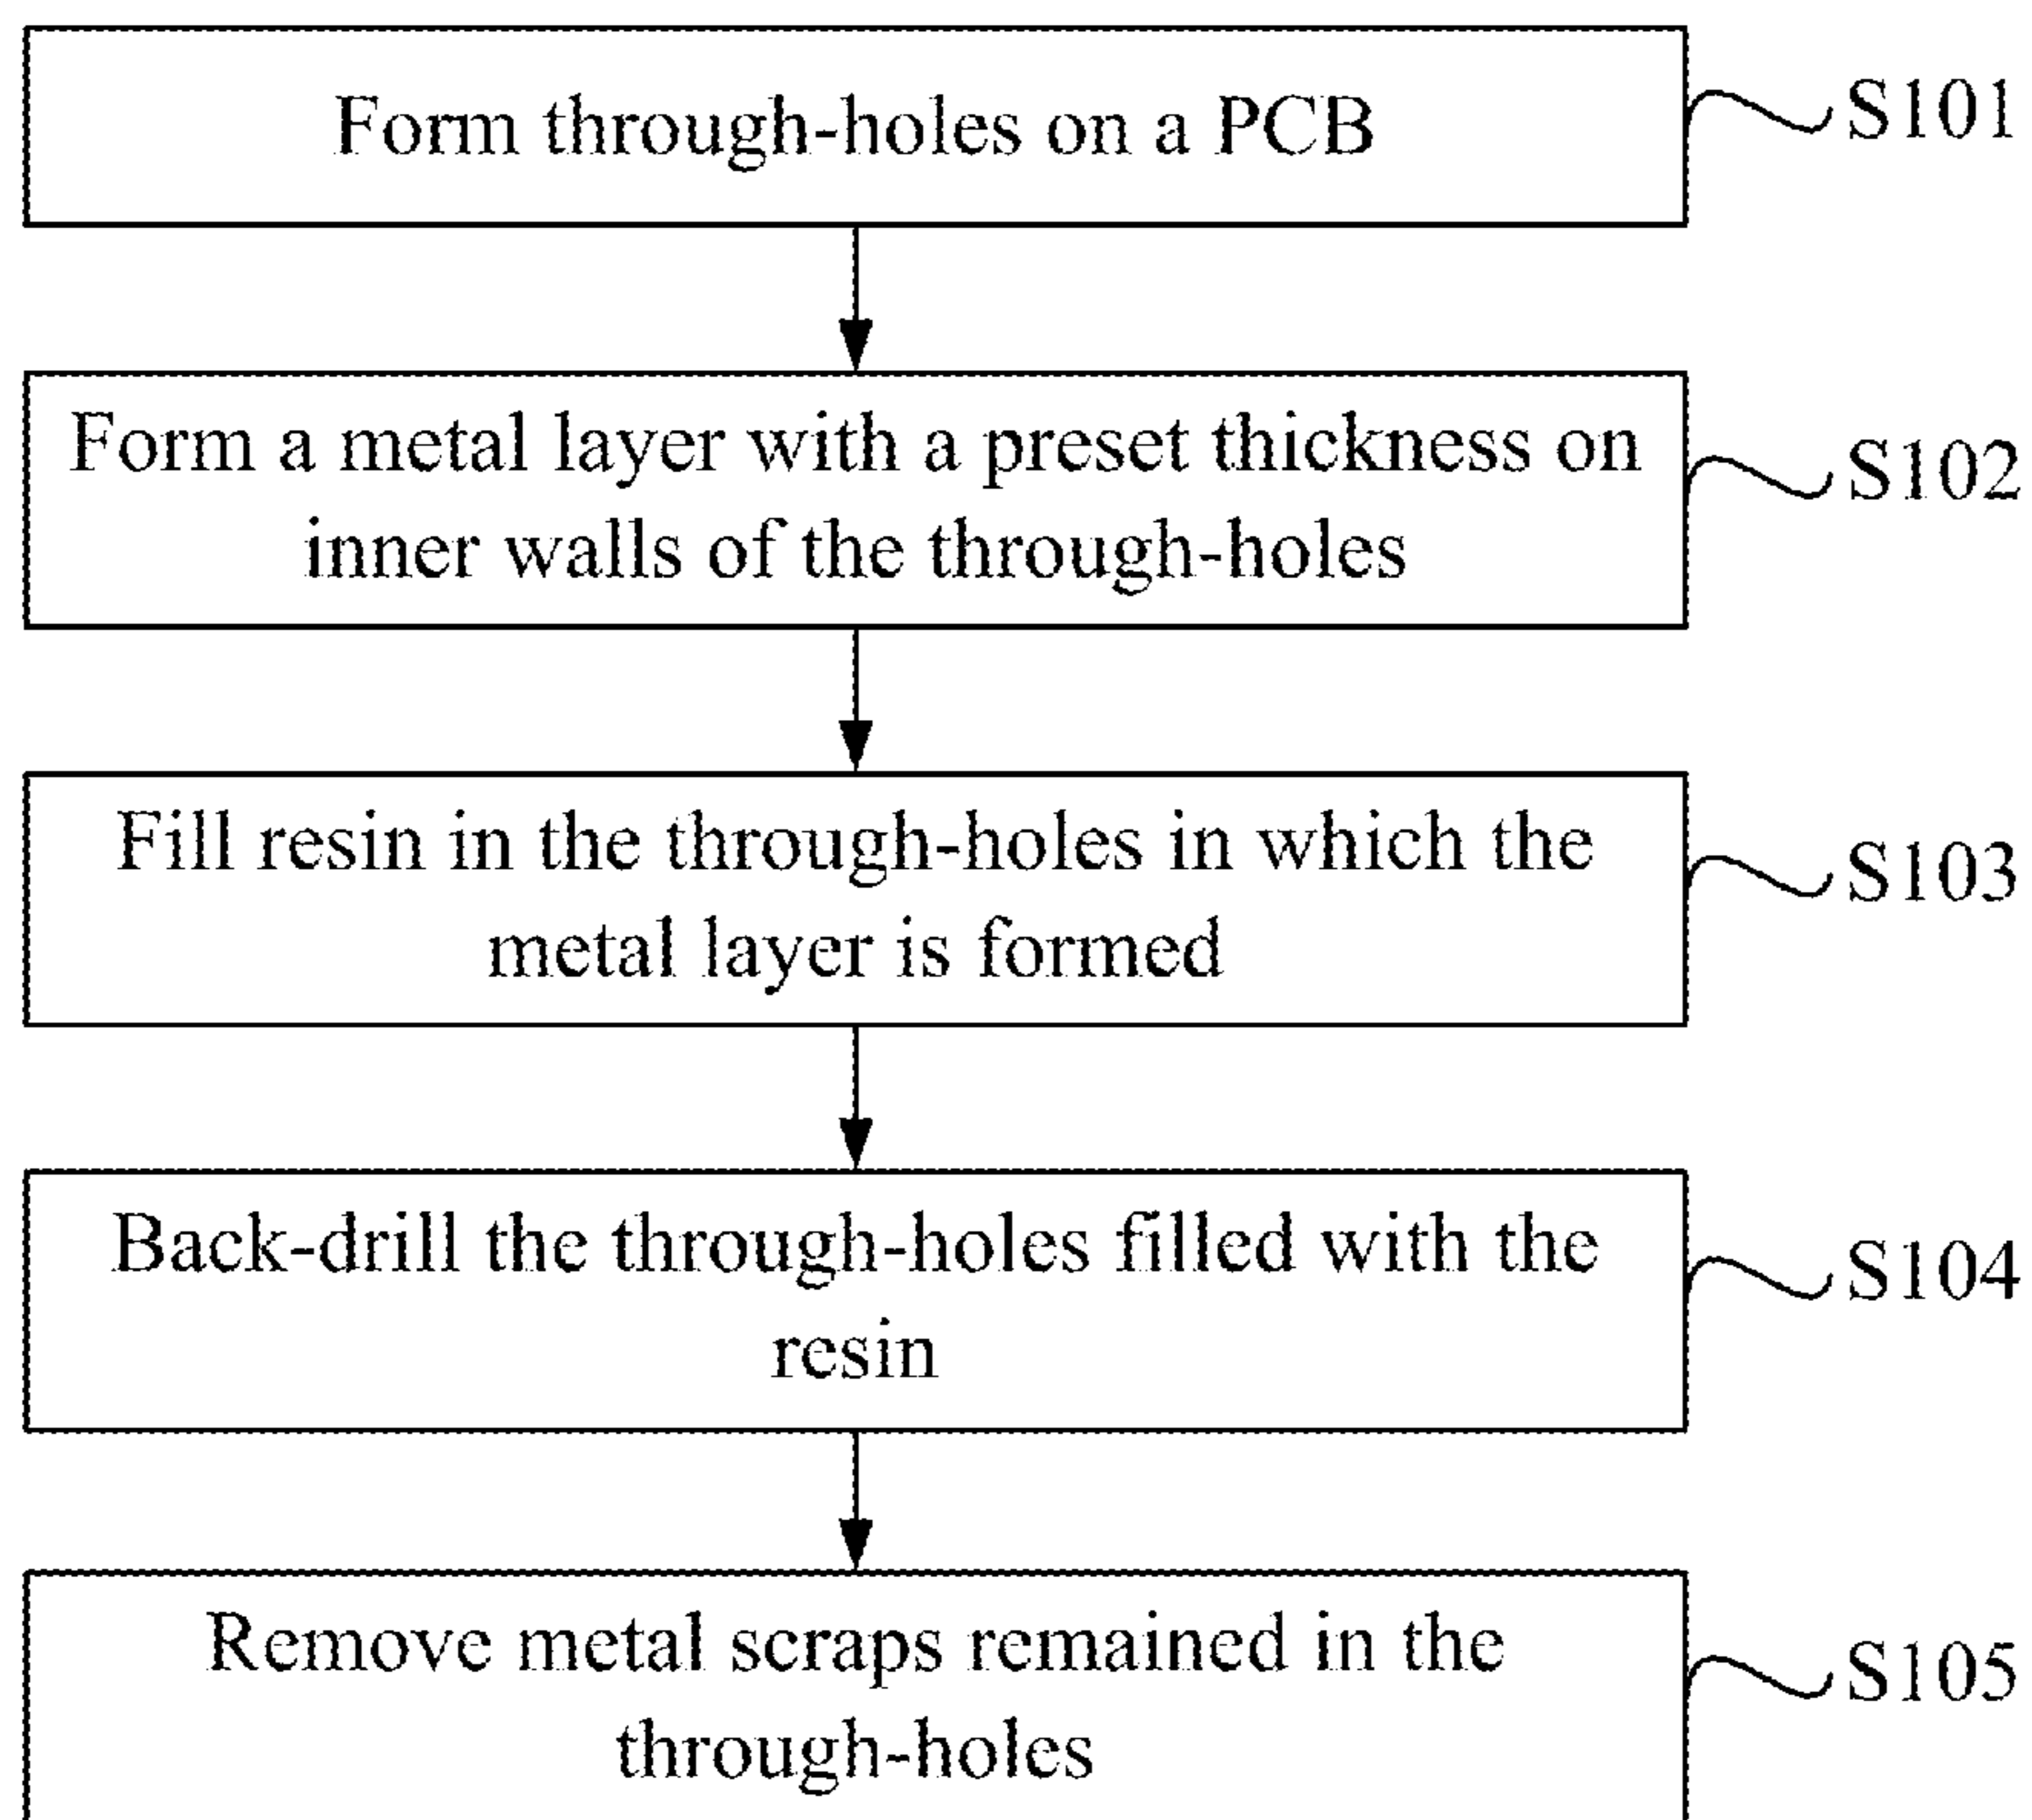 Form through-holes on a PCB
S101
Form a metal layer with a preset thickness on
inner walls of the through-holes
S102
Fill resin in the through-holes in which the
metal layer is formed
S103
Back-drill the through-holes filled with the
resin
S104
Remove metal scraps remained in the
through-holes
S105